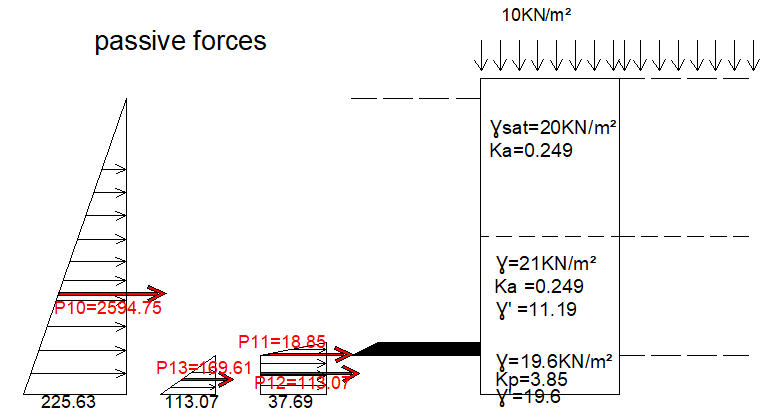 10KN/m²
passive forces
Ɣsat=20KN/m²
Ka=0.249
Ɣ=21KN/m²
Ka =0.249
Ɣ' =11.19
P10=2594.75
P11=18.85
P13=169.61
P12=113.07
Ɣ=19.6KN/m²
Kp=3.85
Ɣ'=19.6
225.63
113.07
37.69